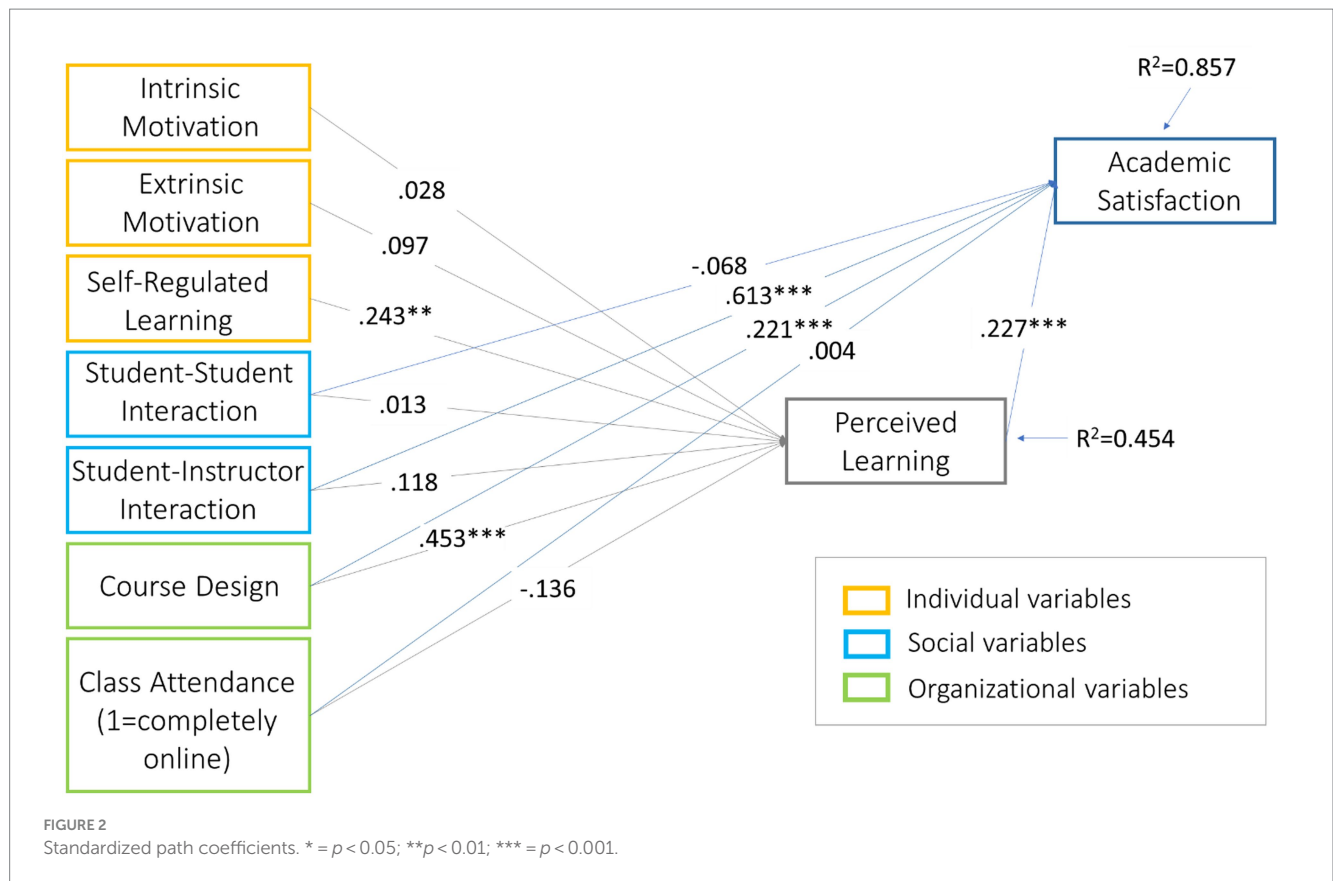 Intrinsic
Motivation
Extrinsic
Motivation
Self-Regulated
Learning
Student-Student
Interaction
Student-Instructor
Interaction
Course Design
Class Attendance
(1=completely
online)
.028
.097
.243**
.013
.118
.453***
-.136
-.068
.613***
.221***
.004
.227***
R²=0.857
Academic
Satisfaction
Perceived
Learning
R²=0.454
Individual variables
Social variables
Organizational variables
FIGURE 2
Standardized path coefficients. * = p < 0.05; **p < 0.01; *** = p < 0.001.